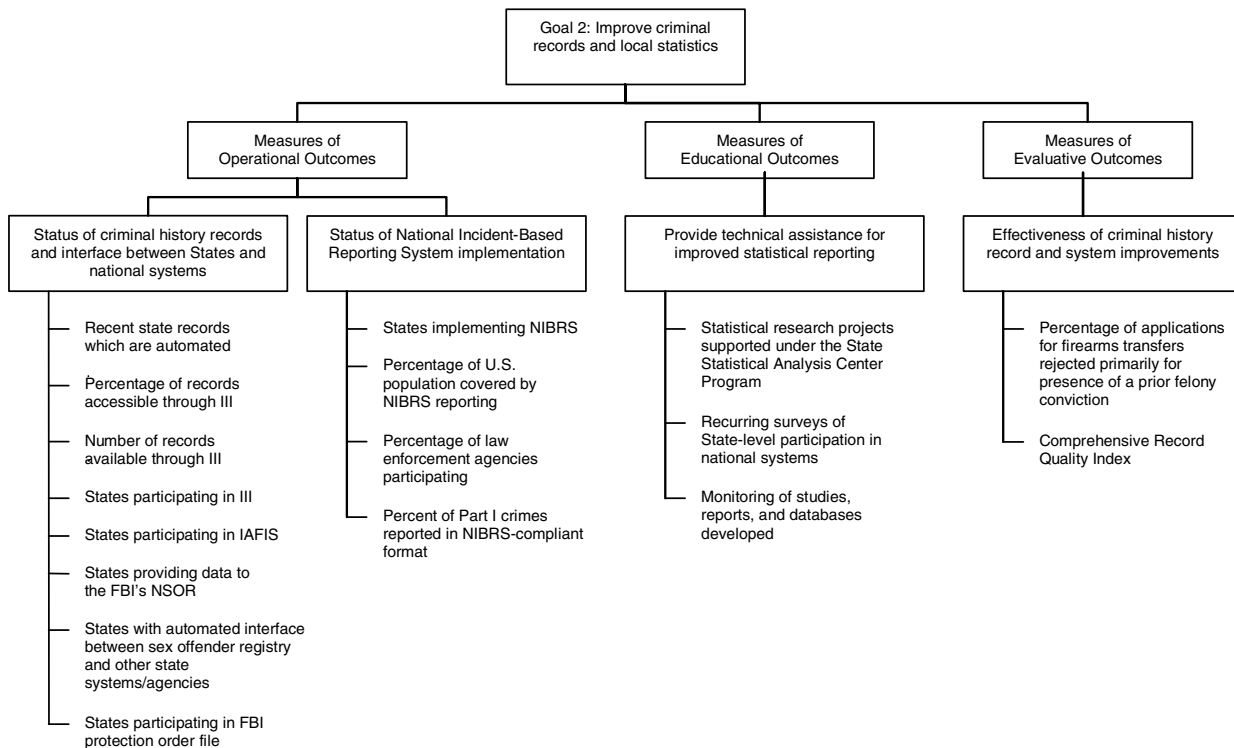 Goal 2: Improve criminal
records and local statistics
Measures of
Operational Outcomes
Measures of
Educational Outcomes
Measures of
Evaluative Outcomes
Status of criminal history records
and interface between States and
national systems
Status of National Incident-Based
Reporting System implementation
Provide technical assistance for
improved statistical reporting
Effectiveness of criminal history
record and system improvements
Recent state records
which are automated
Percentage of records
accessible through III
Number of records
available through III
States participating in III
States participating in IAFIS
States providing data to
the FBI's NSOR
States with automated interface
between sex offender registry
and other state
systems/agencies
States participating in FBI
protection order file
States implementing NIBRS
Percentage of U.S.
population covered by
NIBRS reporting
Percentage of law
enforcement agencies
participating
Percent of Part I crimes
reported in NIBRS-compliant
format
Statistical research projects
supported under the State
Statistical Analysis Center
Program
Recurring surveys of
State-level participation in
national systems
Monitoring of studies,
reports, and databases
developed
Percentage of applications
for firearms transfers
rejected primarily for
presence of a prior felony
conviction
Comprehensive Record
Quality Index